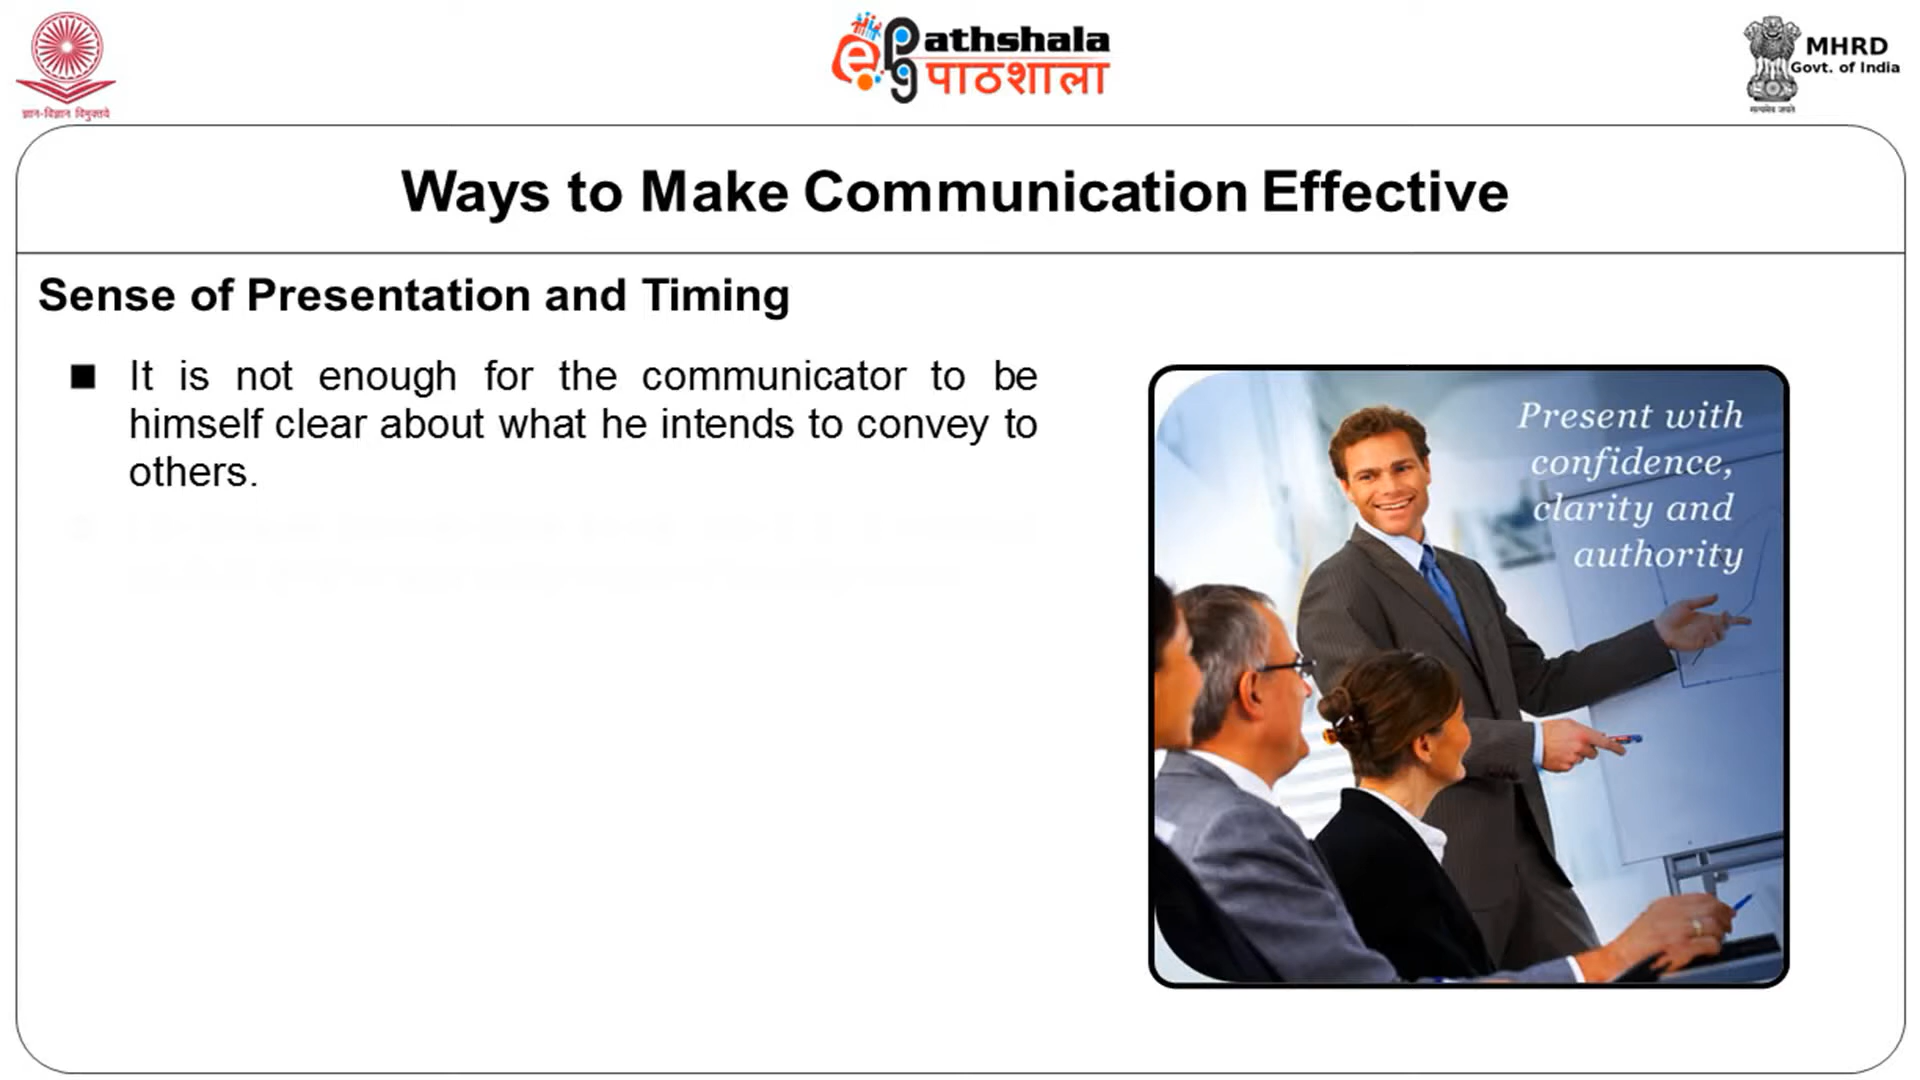 ज्ञान-विज्ञान विमुक्तये
ePG Pathshala
पाठशाला
MHRD
Govt. of India
सत्यमेव जयते
Ways to Make Communication Effective
Sense of Presentation and Timing
It is not enough for the communicator to be
himself clear about what he intends to convey to
others.
Present with
confidence,
clarity and
authority